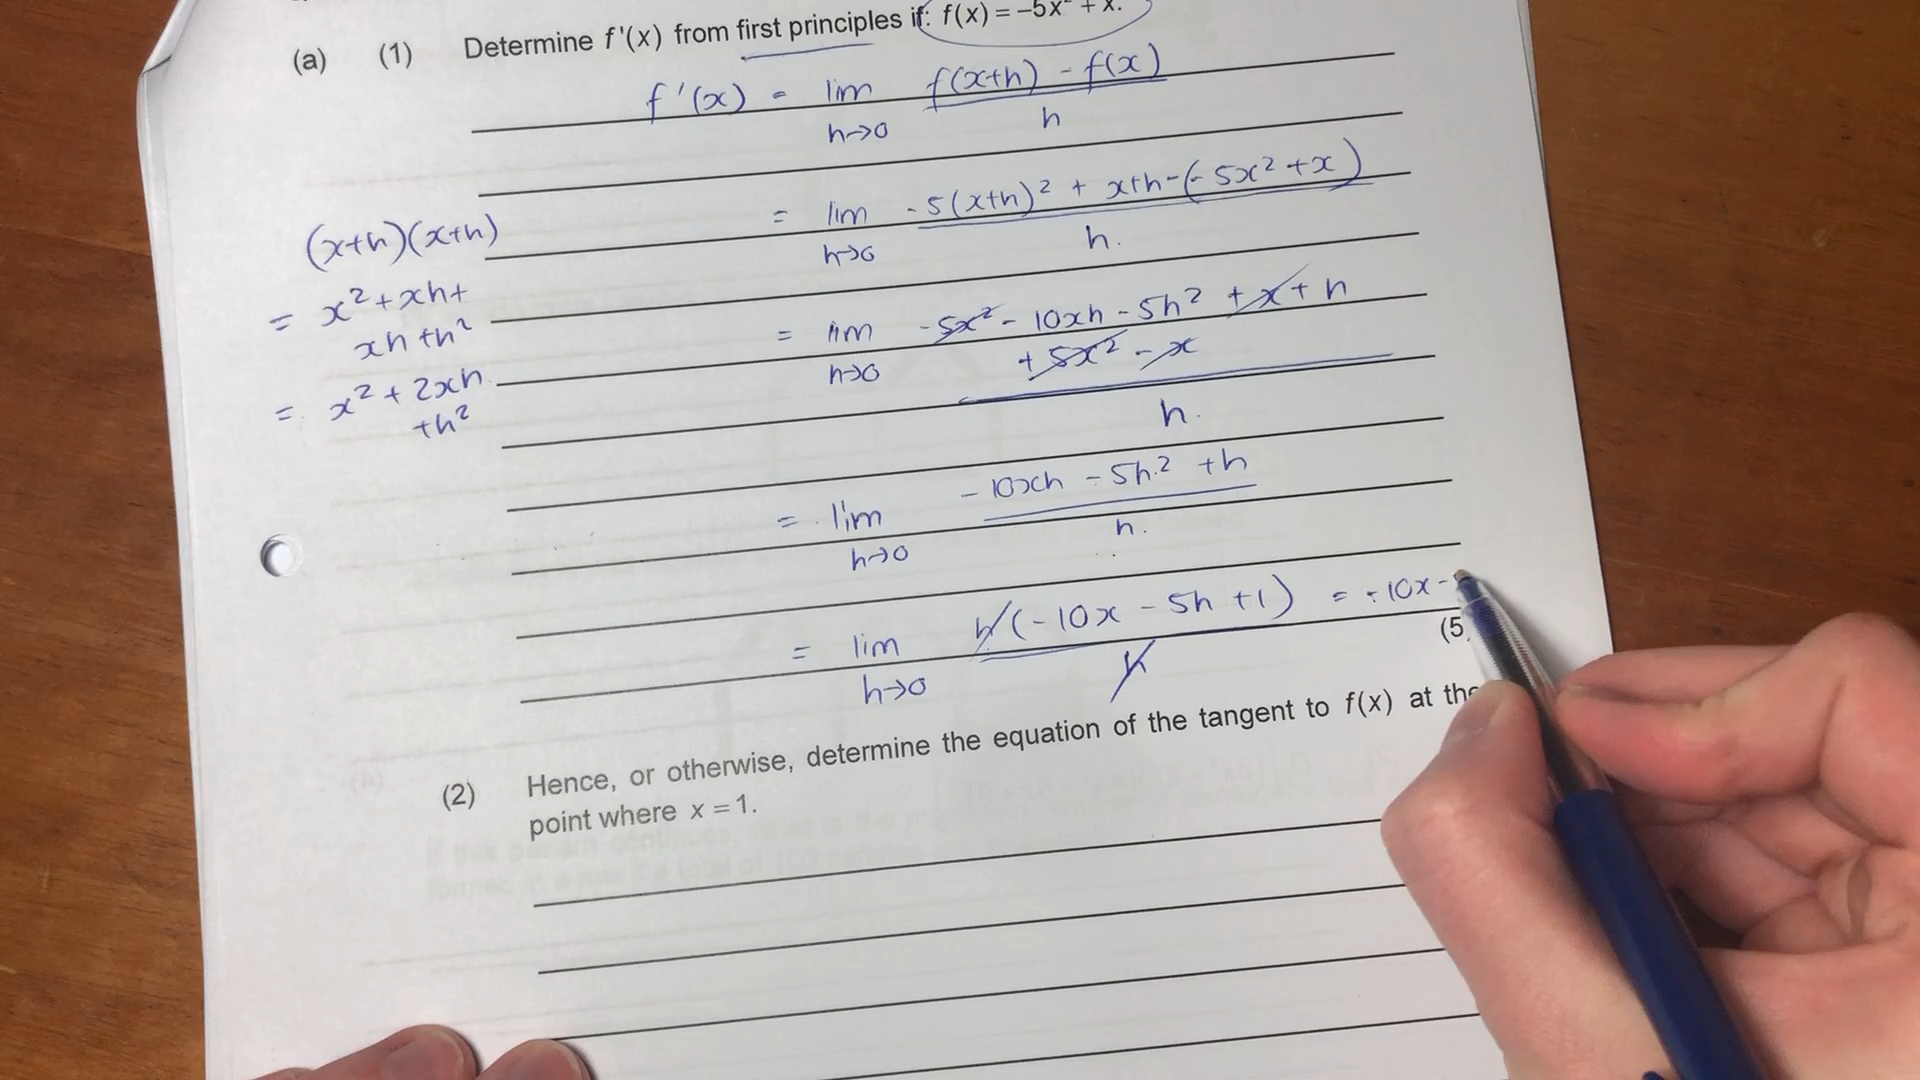 (a) (1) Determine f'(x) from first principles if: f(x) = –5x² + x.
f'(x) = lim f(x+h) - f(x)
h→0 h
(x+h)(x+h)
= x² + xh +
xh + h²
= x² + 2xh
+h²
= lim -5(x+h)² + x+h-(-5x²+x)
h→0 h.
= lim -5x² - 10xh - 5h² + x + h
h→0 + 5x² - x
h.
= lim -10xh - 5h² + h
h→0 h.
= lim h(-10x - 5h + 1) = -10x -
h→0 h
(5
(2) Hence, or otherwise, determine the equation of the tangent to f(x) at the
point where x = 1.